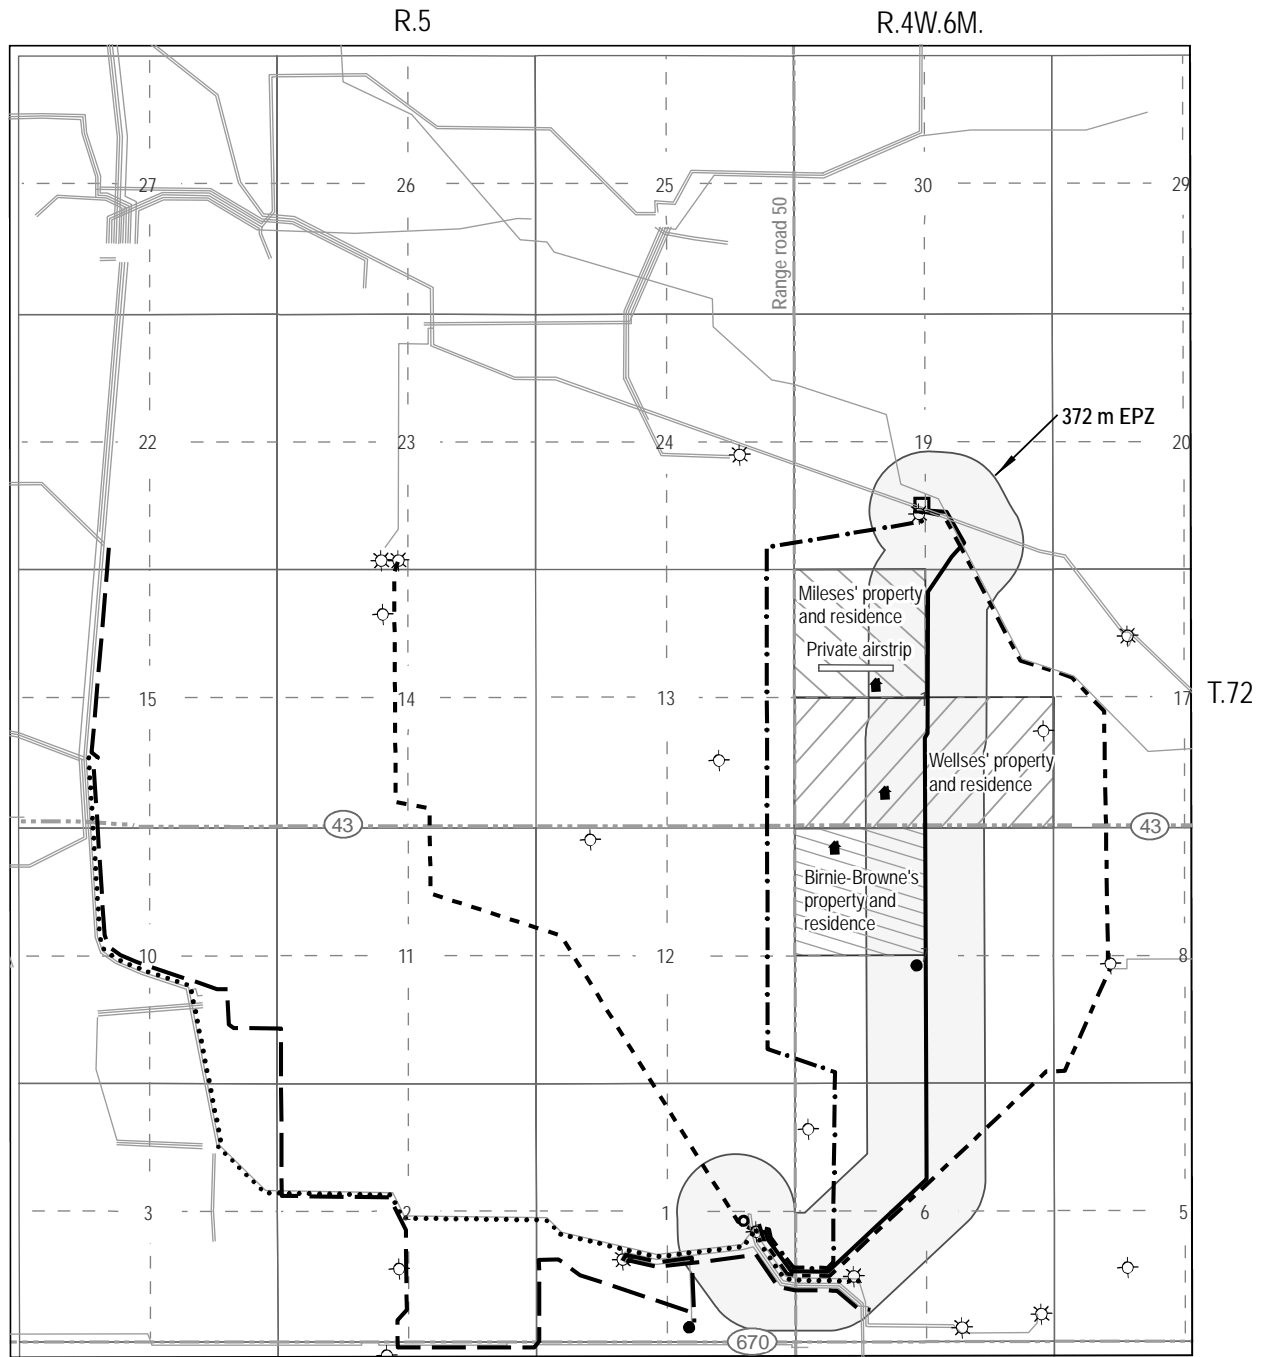 R.5
R.4W.6M.
27
26
25
30
29
Range road 50
372 m EPZ
22
23
24
19
20
Mileses' property
and residence
Private airstrip
15
14
13
17
T.72
Wellses' property
and residence
43
43
Birnie-Browne's
property and
residence
10
11
12
8
3
2
1
6
5
670